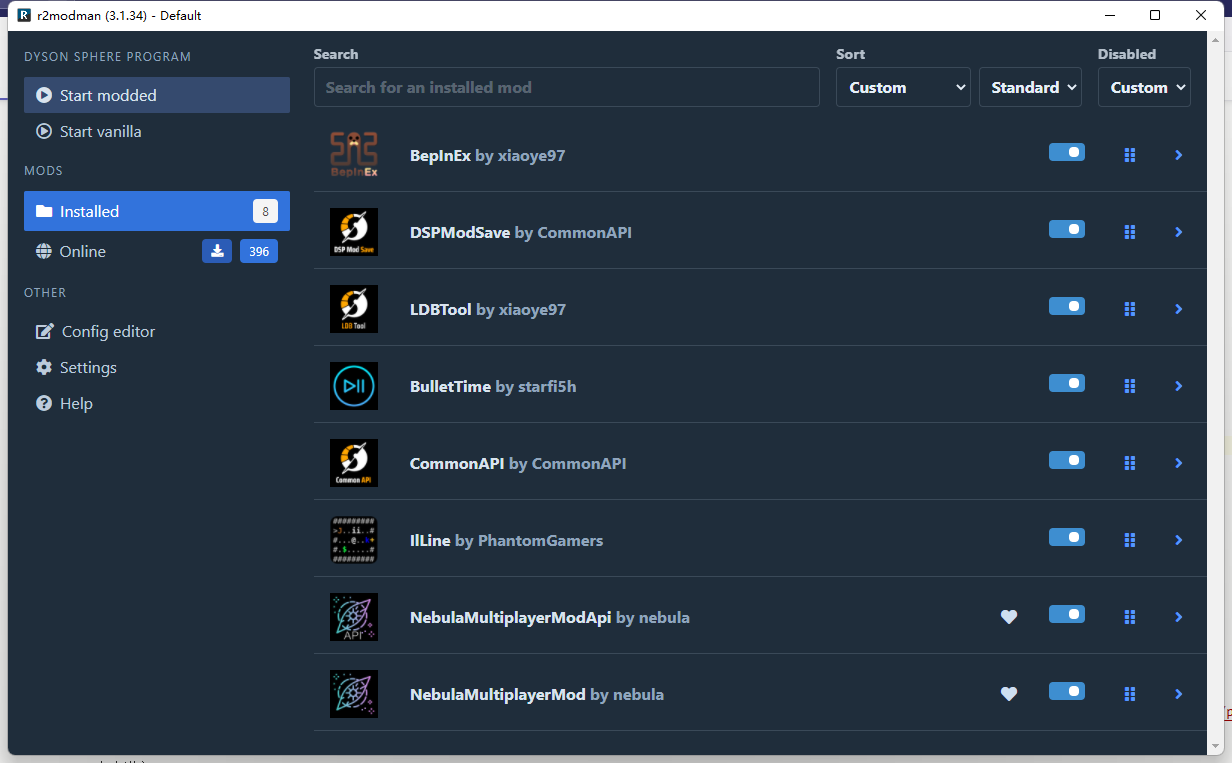 r2modman (3.1.34) - Default
DYSON SPHERE PROGRAM
Start modded
Start vanilla
MODS
Installed 8
Online 396
OTHER
Config editor
Settings
Help
Search
Search for an installed mod
Sort
Custom
Standard
Disabled
Custom
BepInEx
BepInEx by xiaoye97
DSP Mod Save
DSPModSave by CommonAPI
LDB Tool
LDBTool by xiaoye97
BulletTime by starfi5h
Common API
CommonAPI by CommonAPI
IlLine by PhantomGamers
API
NebulaMultiplayerModApi by nebula
NebulaMultiplayerMod by nebula